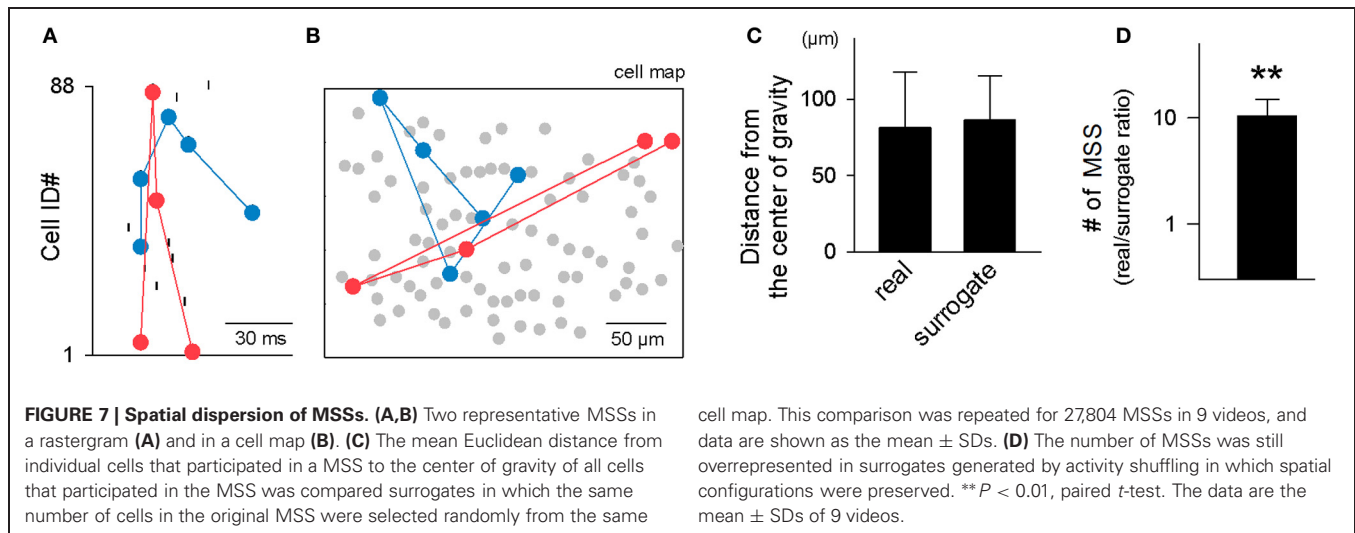 A
88
Cell ID#
1
30 ms
B
cell map
50 µm
C
(µm)
Distance from
the center of gravity
100
50
0
real
surrogate
D
# of MSS
(real/surrogate ratio)
10
1
**
FIGURE 7 | Spatial dispersion of MSSs. (A,B) Two representative MSSs in
a rastergram (A) and in a cell map (B). (C) The mean Euclidean distance from
individual cells that participated in a MSS to the center of gravity of all cells
that participated in the MSS was compared surrogates in which the same
number of cells in the original MSS were selected randomly from the same
cell map. This comparison was repeated for 27,804 MSSs in 9 videos, and
data are shown as the mean ± SDs. (D) The number of MSSs was still
overrepresented in surrogates generated by activity shuffling in which spatial
configurations were preserved. **P < 0.01, paired t-test. The data are the
mean ± SDs of 9 videos.